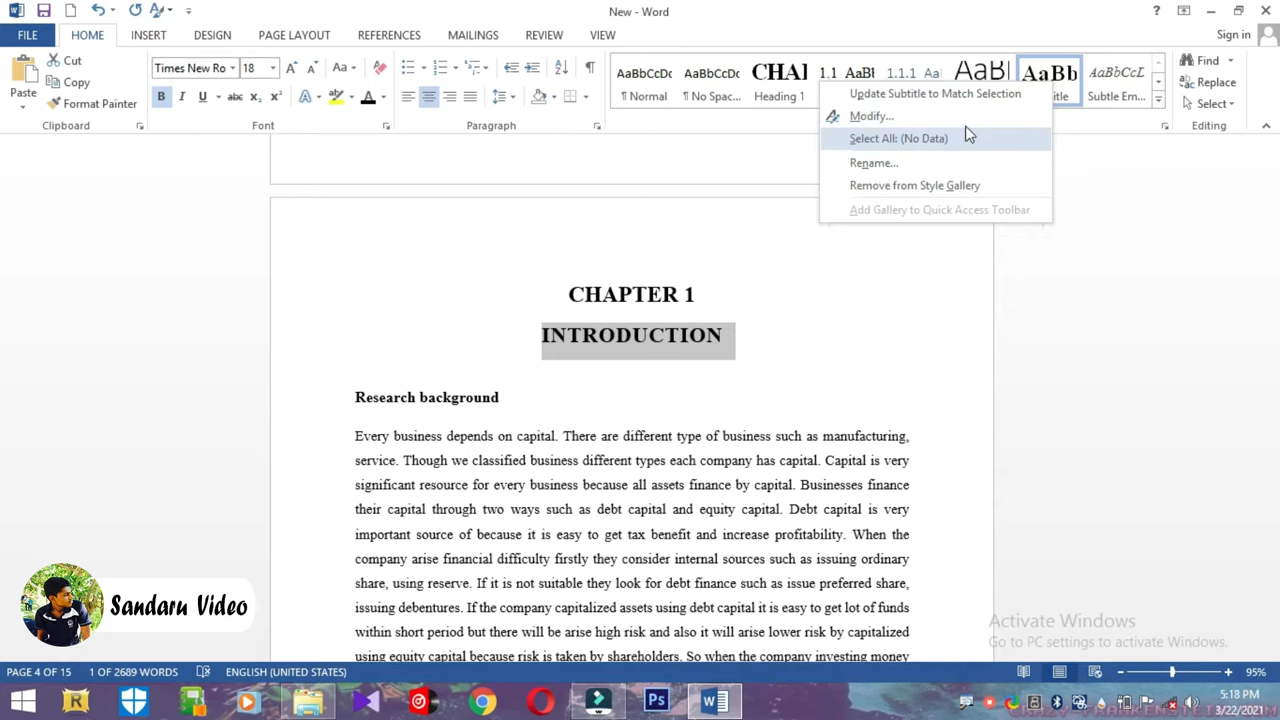 New - Word
Sign in
FILE HOME INSERT DESIGN PAGE LAYOUT REFERENCES MAILINGS REVIEW VIEW
Paste
Cut
Copy
Format Painter
Clipboard
Times New Ro 18
Aa
B I U abc x₂ x² A A
Font
Paragraph
AaBbCcDc
¶ Normal
AaBbCcDc
¶ No Spac...
CHAI
Heading 1
1.1 AaBl
1.1.1 Aa
AaBl
AaBb
AaBbCcL
Subtle Em...
Find
Replace
Select
Editing
Update Subtitle to Match Selection
Modify...
Select All: (No Data)
Rename...
Remove from Style Gallery
Add Gallery to Quick Access Toolbar
CHAPTER 1
INTRODUCTION
Research background
Every business depends on capital. There are different type of business such as manufacturing,
service. Though we classified business different types each company has capital. Capital is very
significant resource for every business because all assets finance by capital. Businesses finance
their capital through two ways such as debt capital and equity capital. Debt capital is very
important source of because it is easy to get tax benefit and increase profitability. When the
company arise financial difficulty firstly they consider internal sources such as issuing ordinary
share, using reserve. If it is not suitable they look for debt finance such as issue preferred share,
issuing debentures. If the company capitalized assets using debt capital it is easy to get lot of funds
within short period but there will be arise high risk and also it will arise lower risk by capitalized
using equity capital because risk is taken by shareholders. So when the company investing money
Sandaru Video
Activate Windows
Go to PC settings to activate Windows.
PAGE 4 OF 15 1 OF 2689 WORDS ENGLISH (UNITED STATES) 95%
5:18 PM
3/22/2021